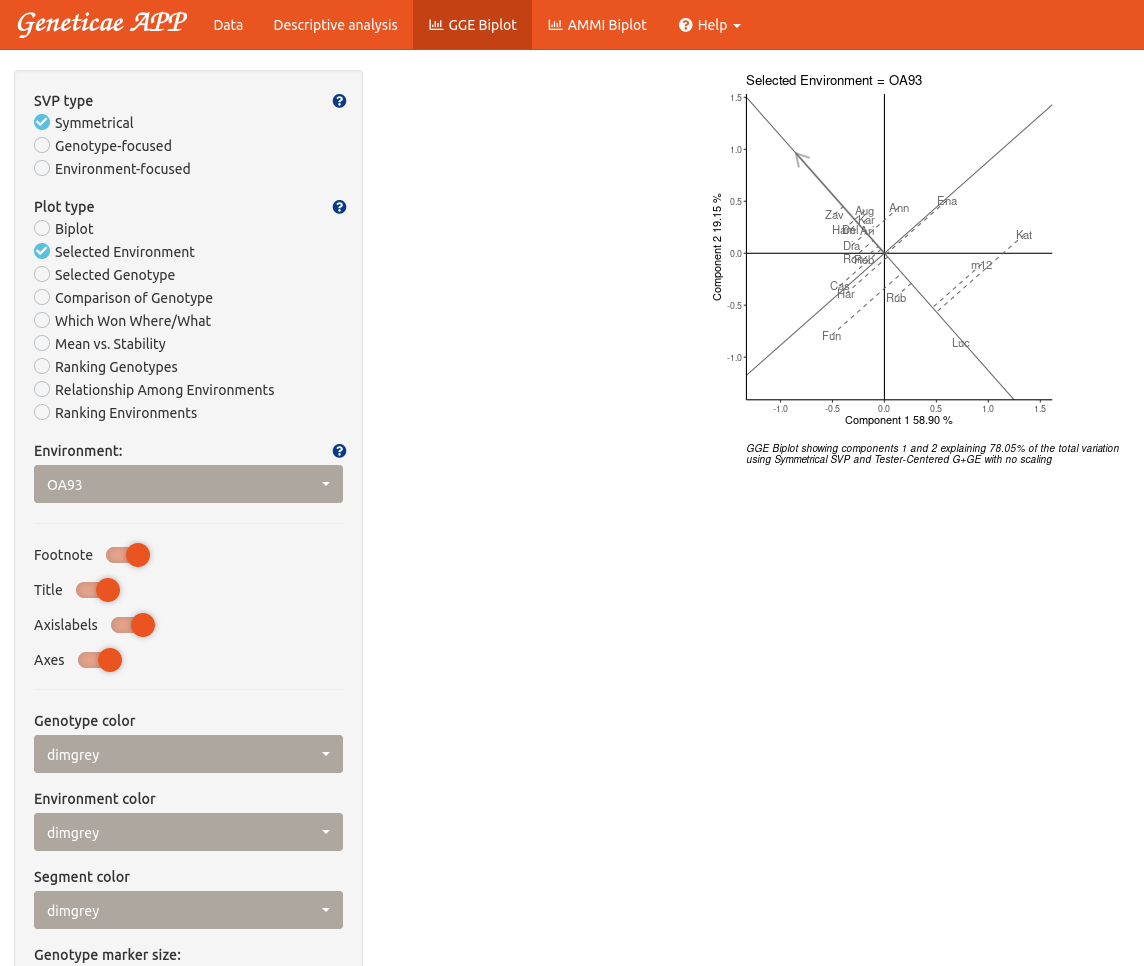 Geneticae APP Data Descriptive analysis GGE Biplot AMMI Biplot Help
SVP type
Symmetrical
Genotype-focused
Environment-focused
Plot type
Biplot
Selected Environment
Selected Genotype
Comparison of Genotype
Which Won Where/What
Mean vs. Stability
Ranking Genotypes
Relationship Among Environments
Ranking Environments
Environment:
OA93
Footnote
Title
Axislabels
Axes
Genotype color
dimgrey
Environment color
dimgrey
Segment color
dimgrey
Genotype marker size:
Selected Environment = OA93
1.5
1.0
0.5
0.0
-0.5
-1.0
Component 2 19.15 %
Ena
Ann
Aug
Zav
Kar
Ari
Kat
Dra
m12
Cas
Har
Rub
Fun
Luc
-1.0 -0.5 0.0 0.5 1.0 1.5
Component 1 58.90 %
GGE Biplot showing components 1 and 2 explaining 78.05% of the total variation
using Symmetrical SVP and Tester-Centered G+GE with no scaling